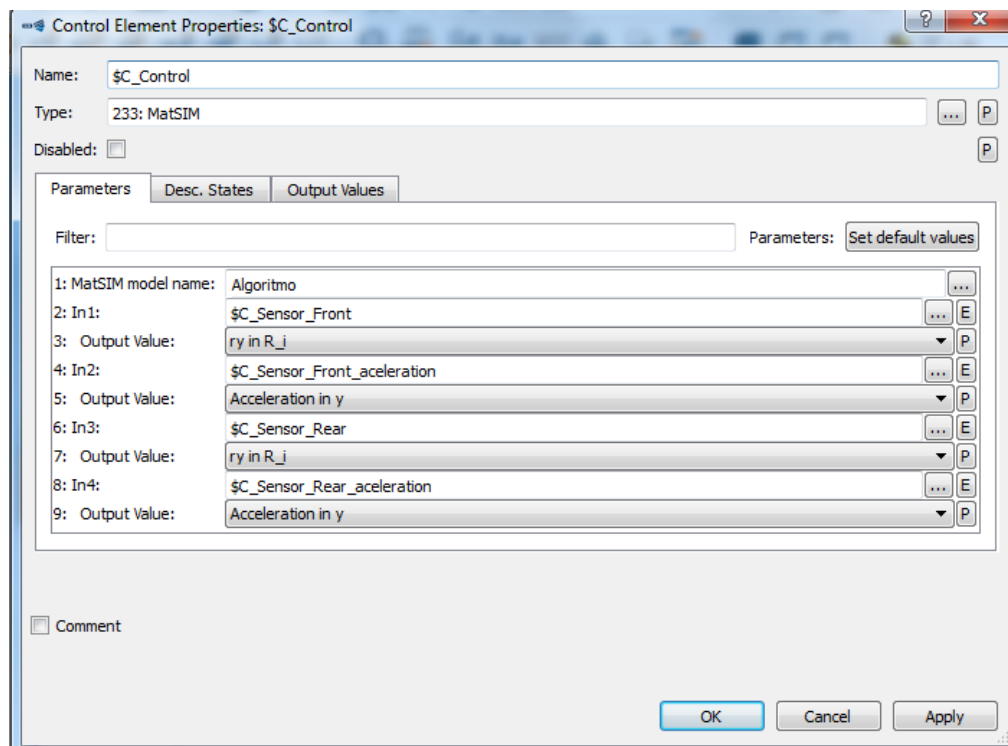 Control Element Properties: $C_Control
?
X
Name: $C_Control
Type: 233: MatSIM ... P
Disabled: P
Parameters Desc. States Output Values
Filter: Parameters: Set default values
1: MatSIM model name: Algoritmo ...
2: In1: $C_Sensor_Front ... E
3: Output Value: ry in R_i P
4: In2: $C_Sensor_Front_aceleration ... E
5: Output Value: Acceleration in y P
6: In3: $C_Sensor_Rear ... E
7: Output Value: ry in R_i P
8: In4: $C_Sensor_Rear_aceleration ... E
9: Output Value: Acceleration in y P
Comment
OK Cancel Apply